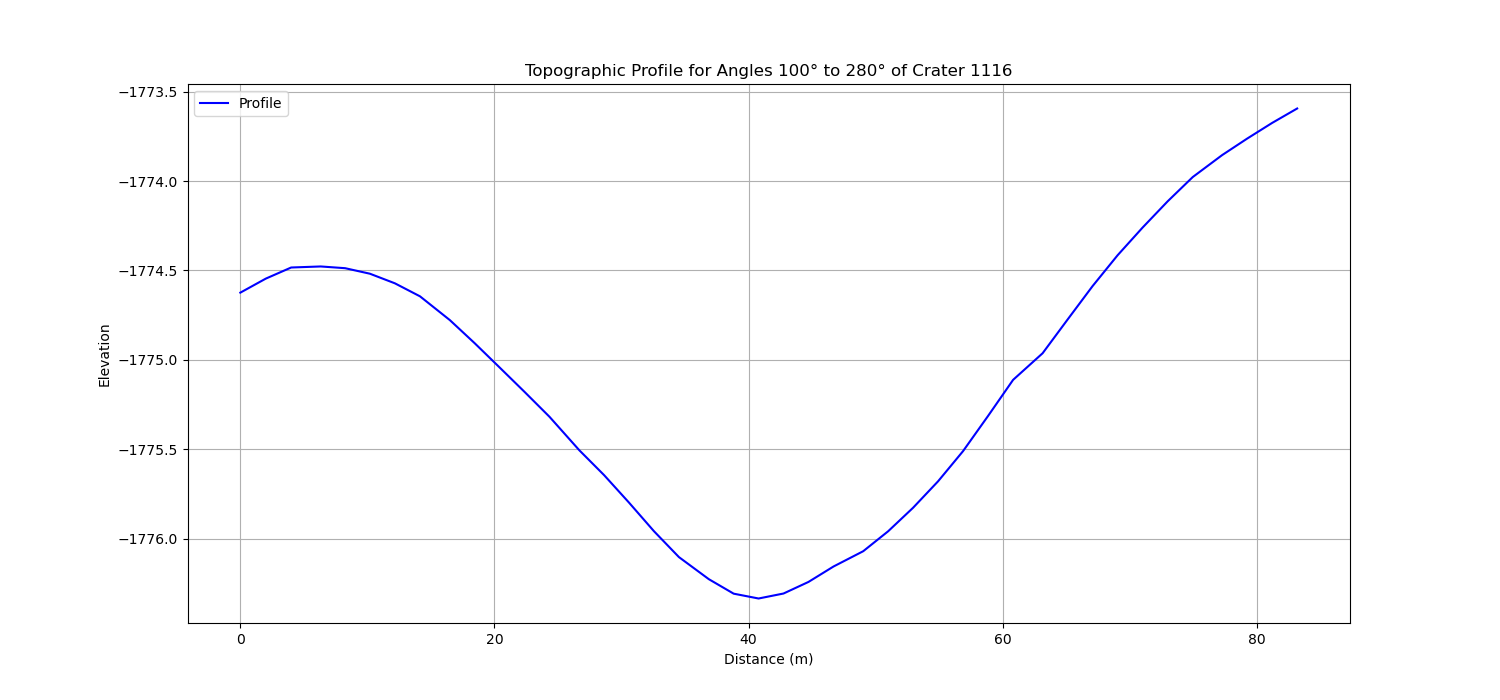 Topographic Profile for Angles 100° to 280° of Crater 1116
Profile
−1773.5
−1774.0
−1774.5
−1775.0
−1775.5
−1776.0
Elevation
0 20 40 60 80
Distance (m)